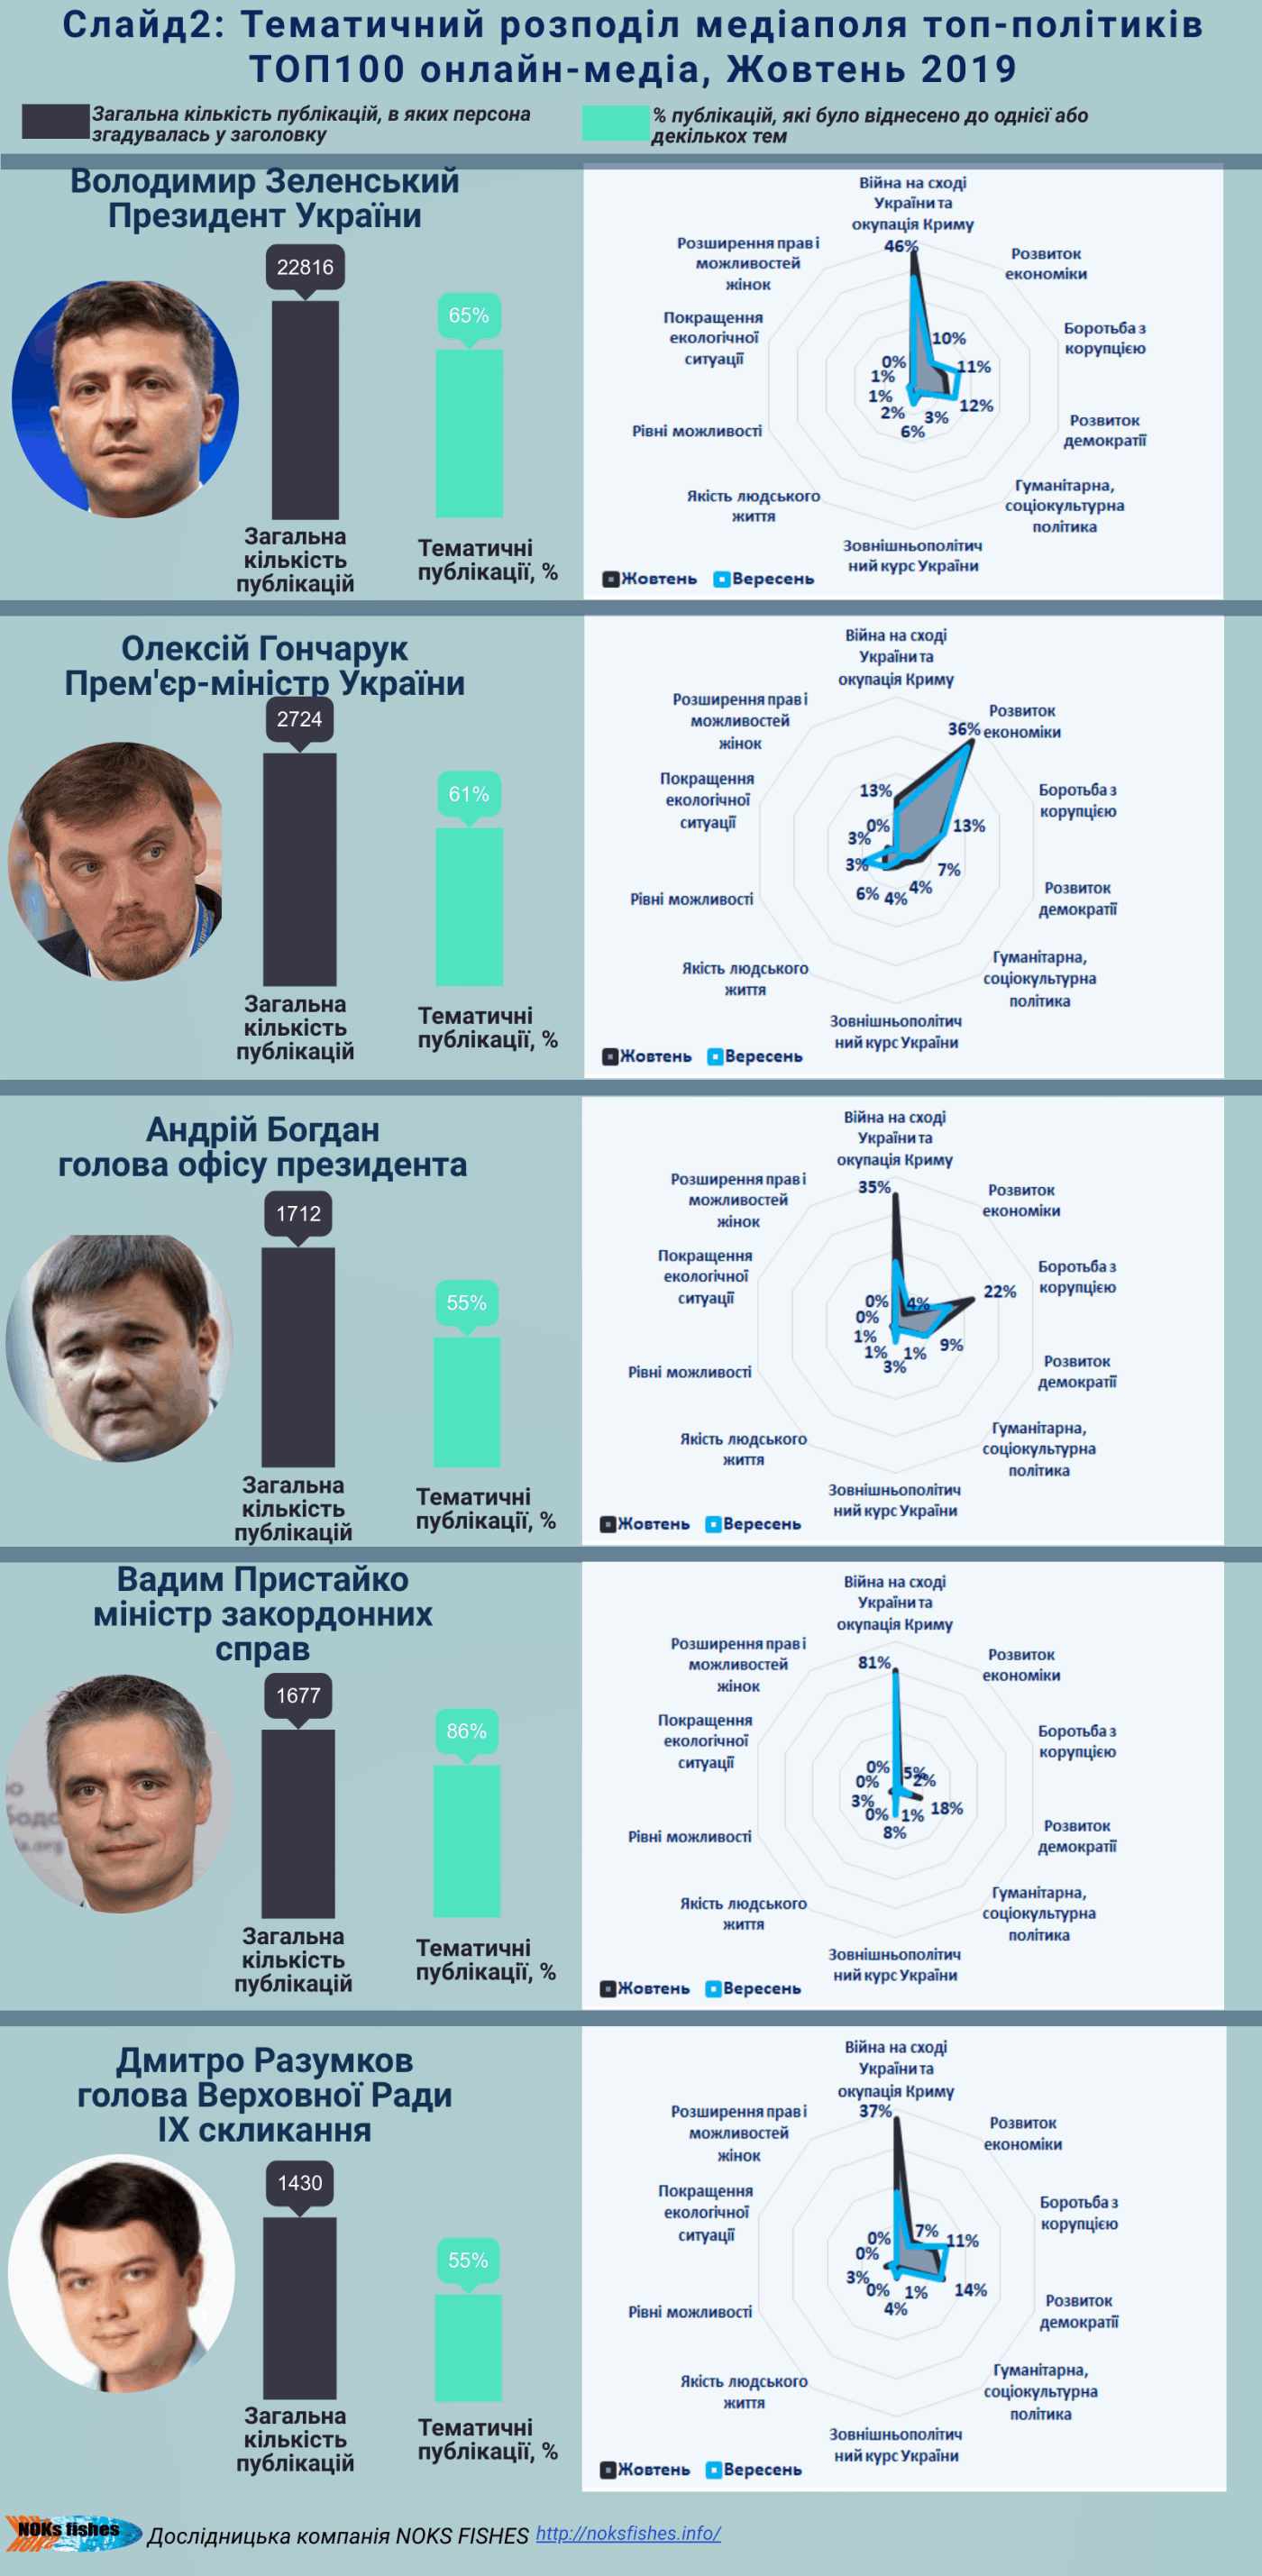 Слайд2: Тематичний розподіл медіаполя топ-політиків
ТОП100 онлайн-медіа, Жовтень 2019
Загальна кількість публікацій, в яких персона
згадувалась у заголовку
% публікацій, які було віднесено до однієї або
декількох тем
Володимир Зеленський
Президент України
22816
65%
Загальна
кількість
публікацій
Тематичні
публікації, %
Війна на сході
України та
окупація Криму
46%
Розвиток
економіки
10%
Боротьба з
корупцією
11%
Розвиток
демократії
12%
Гуманітарна,
соціокультурна
політика
3%
Зовнішньополітич
ний курс України
6%
Якість людського
життя
2%
Рівні можливості
1%
Покращення
екологічної
ситуації
1%
Розширення прав і
можливостей
жінок
0%
Жовтень Вересень
Олексій Гончарук
Прем'єр-міністр України
2724
61%
Загальна
кількість
публікацій
Тематичні
публікації, %
Війна на сході
України та
окупація Криму
13%
Розвиток
економіки
36%
Боротьба з
корупцією
13%
Розвиток
демократії
7%
Гуманітарна,
соціокультурна
політика
4%
Зовнішньополітич
ний курс України
4%
Якість людського
життя
6%
Рівні можливості
3%
Покращення
екологічної
ситуації
3%
Розширення прав і
можливостей
жінок
0%
Жовтень Вересень
Андрій Богдан
голова офісу президента
1712
55%
Загальна
кількість
публікацій
Тематичні
публікації, %
Війна на сході
України та
окупація Криму
35%
Розвиток
економіки
4%
Боротьба з
корупцією
22%
Розвиток
демократії
9%
Гуманітарна,
соціокультурна
політика
1%
Зовнішньополітич
ний курс України
3%
Якість людського
життя
1%
Рівні можливості
1%
Покращення
екологічної
ситуації
0%
Розширення прав і
можливостей
жінок
0%
Жовтень Вересень
Вадим Пристайко
міністр закордонних
справ
1677
86%
Загальна
кількість
публікацій
Тематичні
публікації, %
Війна на сході
України та
окупація Криму
81%
Розвиток
економіки
5%
Боротьба з
корупцією
2%
Розвиток
демократії
18%
Гуманітарна,
соціокультурна
політика
1%
Зовнішньополітич
ний курс України
8%
Якість людського
життя
0%
Рівні можливості
3%
Покращення
екологічної
ситуації
0%
Розширення прав і
можливостей
жінок
0%
Жовтень Вересень
Дмитро Разумков
голова Верховної Ради
IX скликання
1430
55%
Загальна
кількість
публікацій
Тематичні
публікації, %
Війна на сході
України та
окупація Криму
37%
Розвиток
економіки
7%
Боротьба з
корупцією
11%
Розвиток
демократії
14%
Гуманітарна,
соціокультурна
політика
1%
Зовнішньополітич
ний курс України
4%
Якість людського
життя
0%
Рівні можливості
3%
Покращення
екологічної
ситуації
0%
Розширення прав і
можливостей
жінок
0%
Жовтень Вересень
NOKs fishes
Дослідницька компанія NOKS FISHES http://noksfishes.info/